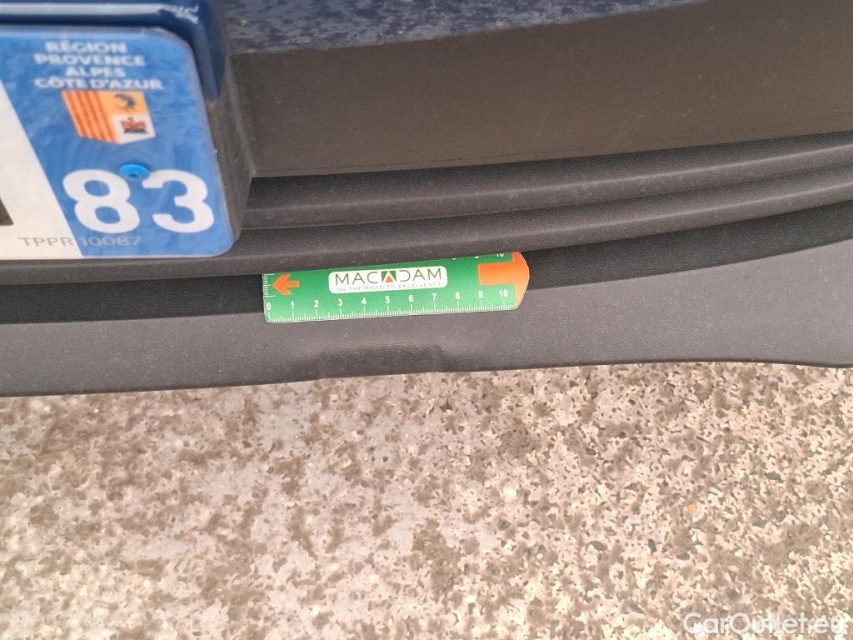 RÉGION
PROVENCE
ALPES
CÔTE D'AZUR
83
TPPR 10087
MACADAM
ON THE ROAD TO EXCELLENCE
0 1 2 3 4 5 6 7 8 9 10
CarOutlet.eu